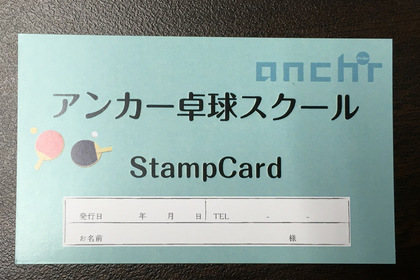 anchor
アンカー卓球スクール
StampCard
発行日 年 月 日 TEL - -
お名前 様